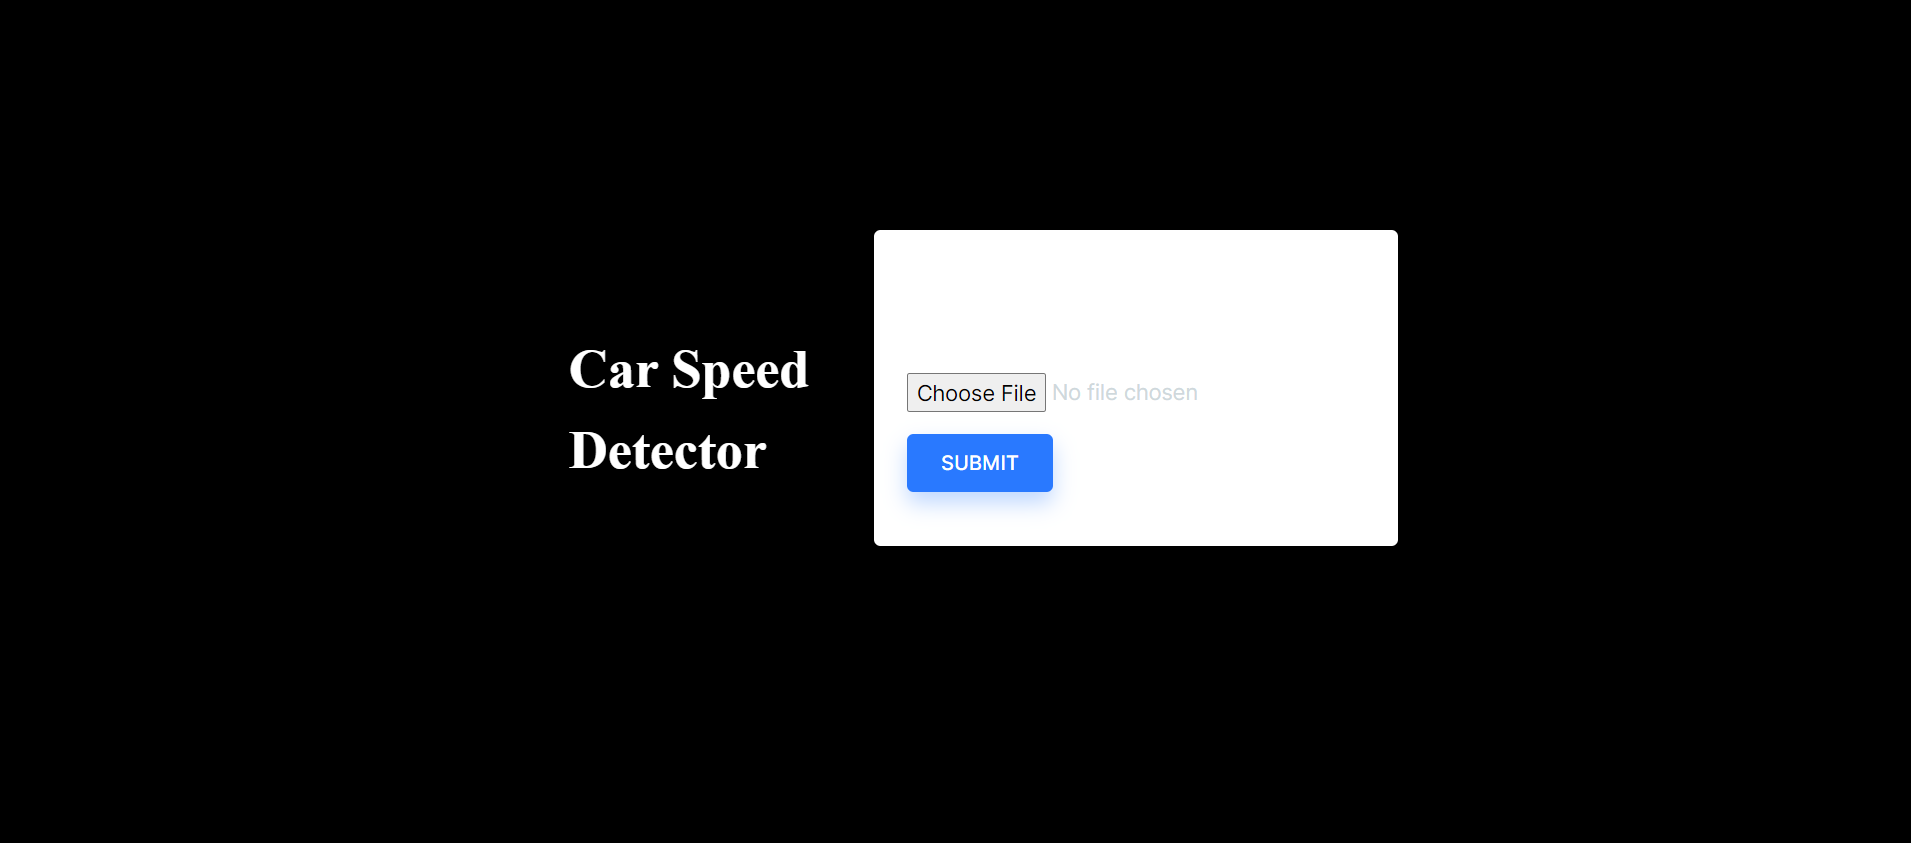 Car Speed
Detector
Choose File No file chosen
SUBMIT